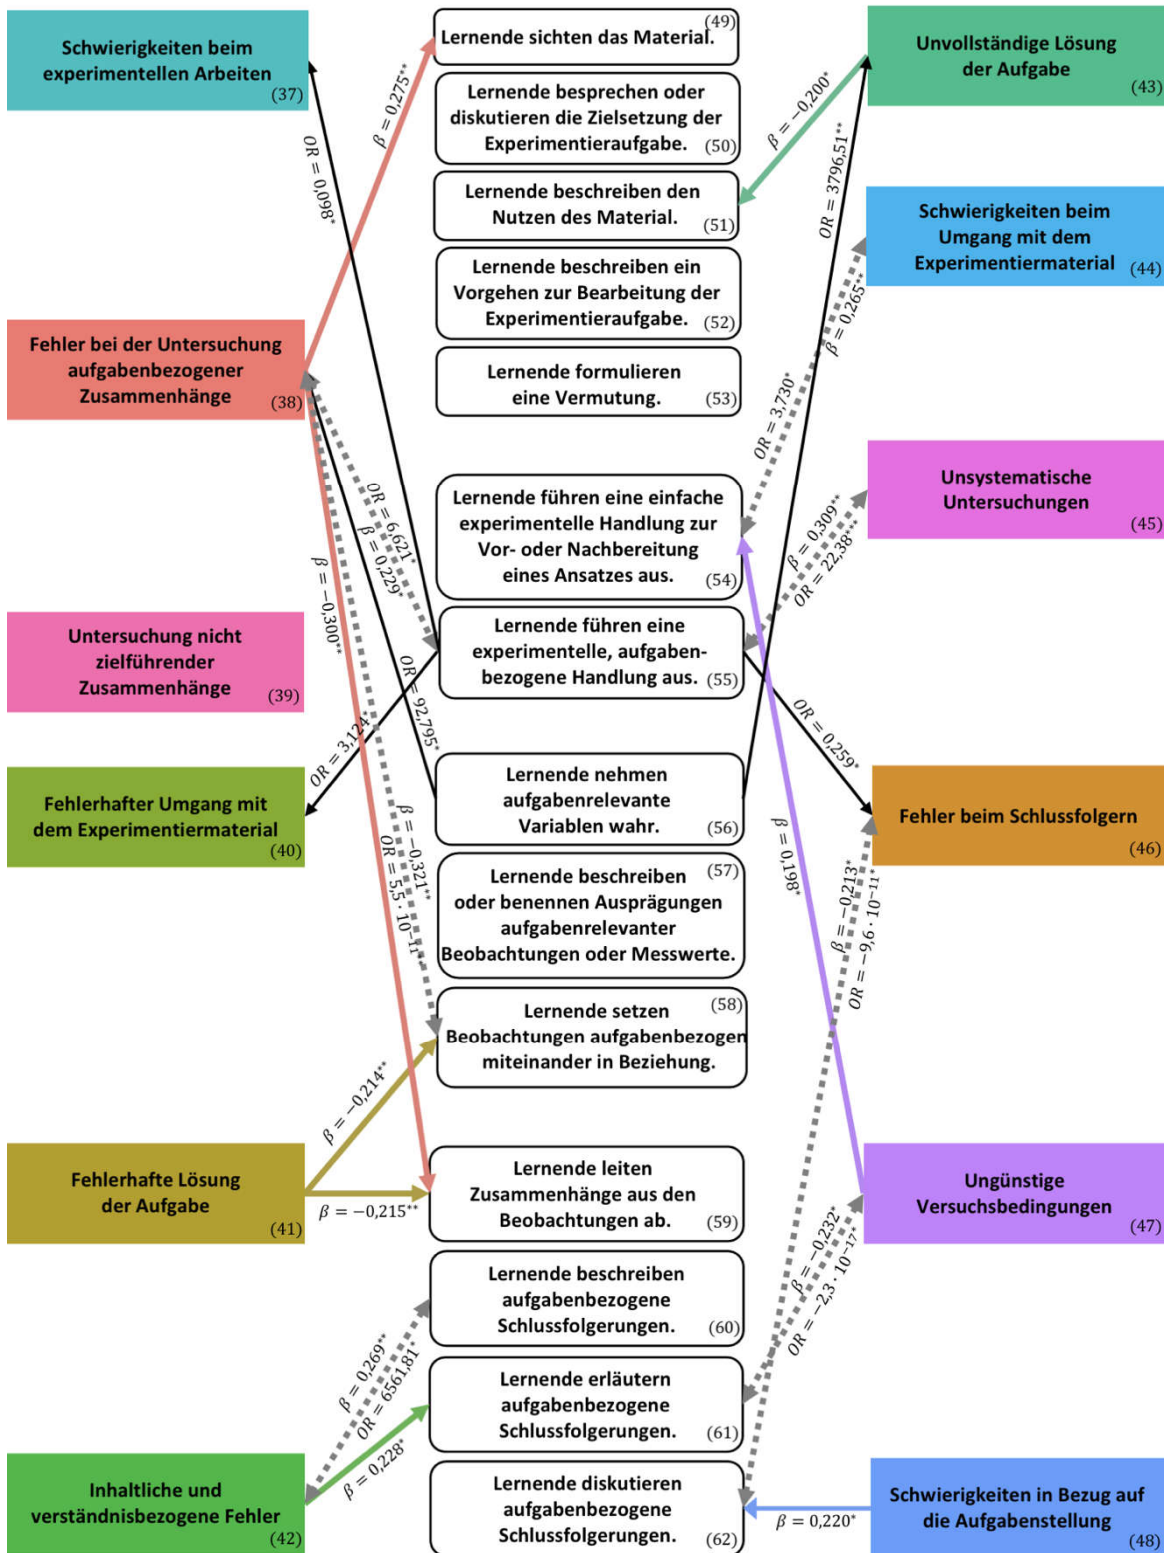 Schwierigkeiten beim
experimentellen Arbeiten
(37)
Fehler bei der Untersuchung
aufgabenbezogener
Zusammenhänge
(38)
Untersuchung nicht
zielführender
Zusammenhänge
(39)
Fehlerhafter Umgang mit
dem Experimentiermaterial
(40)
Fehlerhafte Lösung
der Aufgabe
(41)
Inhaltliche und
verständnisbezogene Fehler
(42)
β = 0,275**
OR = 0,098*
OR = 6,621*
β = 0,229*
β = −0,300**
OR = 92,795*
OR = 3,124*
β = −0,321**
OR = 5,5 · 10⁻¹¹**
β = −0,214**
β = −0,215**
β = 0,269**
OR = 6561,81*
β = 0,228*
(49)
Lernende sichten das Material.
Lernende besprechen oder
diskutieren die Zielsetzung der
Experimentieraufgabe. (50)
Lernende beschreiben den
Nutzen des Material. (51)
Lernende beschreiben ein
Vorgehen zur Bearbeitung der
Experimentieraufgabe. (52)
Lernende formulieren
eine Vermutung. (53)
Lernende führen eine einfache
experimentelle Handlung zur
Vor- oder Nachbereitung
eines Ansatzes aus. (54)
Lernende führen eine
experimentelle, aufgaben-
bezogene Handlung aus. (55)
Lernende nehmen
aufgabenrelevante
Variablen wahr. (56)
Lernende beschreiben (57)
oder benennen Ausprägungen
aufgabenrelevanter
Beobachtungen oder Messwerte.
Lernende setzen (58)
Beobachtungen aufgabenbezogen
miteinander in Beziehung.
Lernende leiten
Zusammenhänge aus den
Beobachtungen ab. (59)
Lernende beschreiben
aufgabenbezogene
Schlussfolgerungen. (60)
Lernende erläutern
aufgabenbezogene
Schlussfolgerungen. (61)
Lernende diskutieren
aufgabenbezogene
Schlussfolgerungen. (62)
β = −0,200*
OR = 3796,51**
OR = 3,730*
β = 0,265**
β = 0,309**
OR = 22,38***
OR = 0,259*
β = 0,198*
β = −0,213*
OR = −9,6 · 10⁻¹¹*
β = −0,232*
OR = −2,3 · 10⁻¹⁷*
β = 0,220*
Unvollständige Lösung
der Aufgabe
(43)
Schwierigkeiten beim
Umgang mit dem
Experimentiermaterial
(44)
Unsystematische
Untersuchungen
(45)
Fehler beim Schlussfolgern
(46)
Ungünstige
Versuchsbedingungen
(47)
Schwierigkeiten in Bezug auf
die Aufgabenstellung
(48)